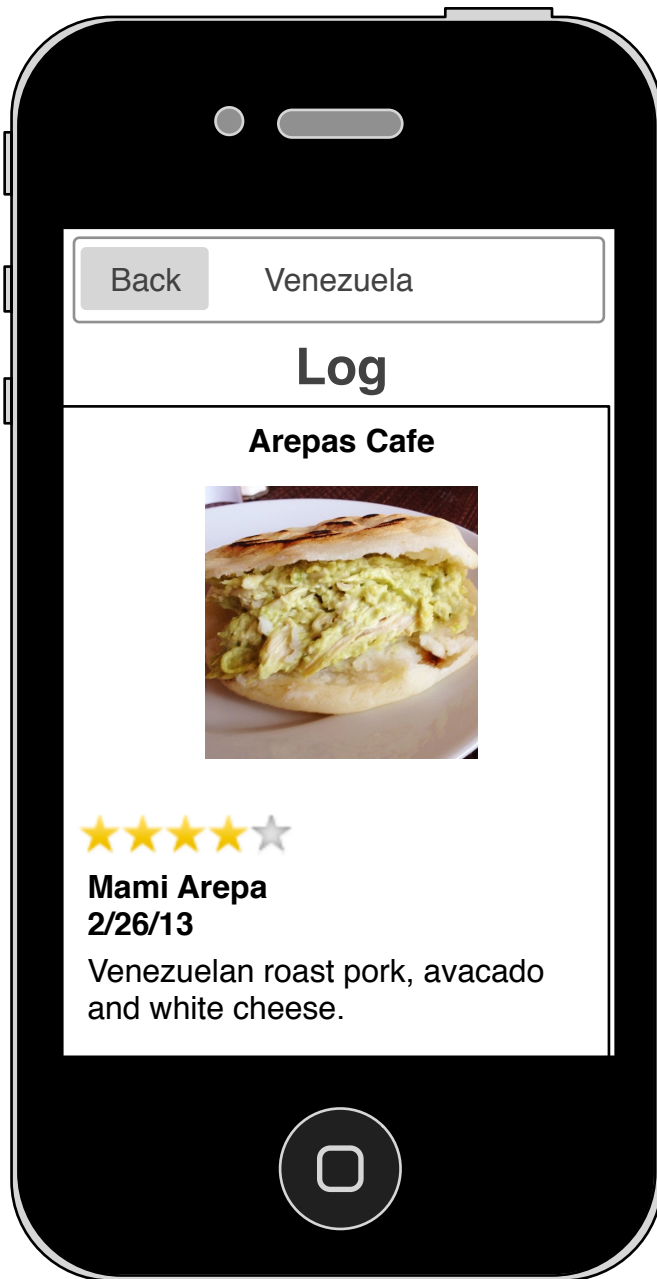 Back Venezuela
Log
Arepas Cafe
Mami Arepa
2/26/13
Venezuelan roast pork, avacado
and white cheese.